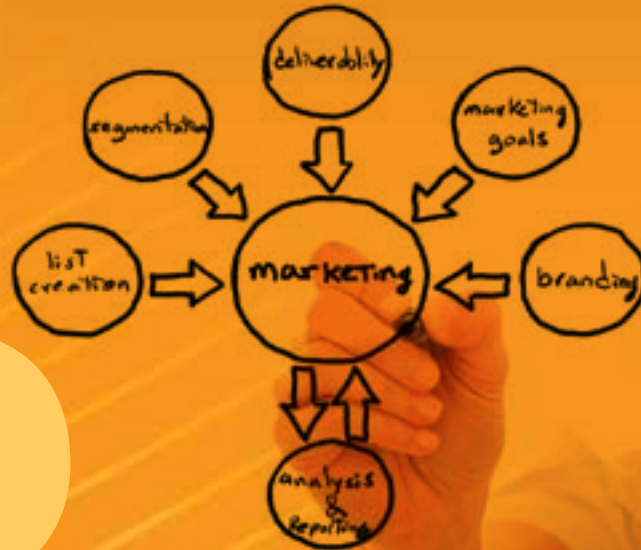 deliverability
segmentation
marketing
goals
list
creation
marketing
branding
analysis
&
Reporting